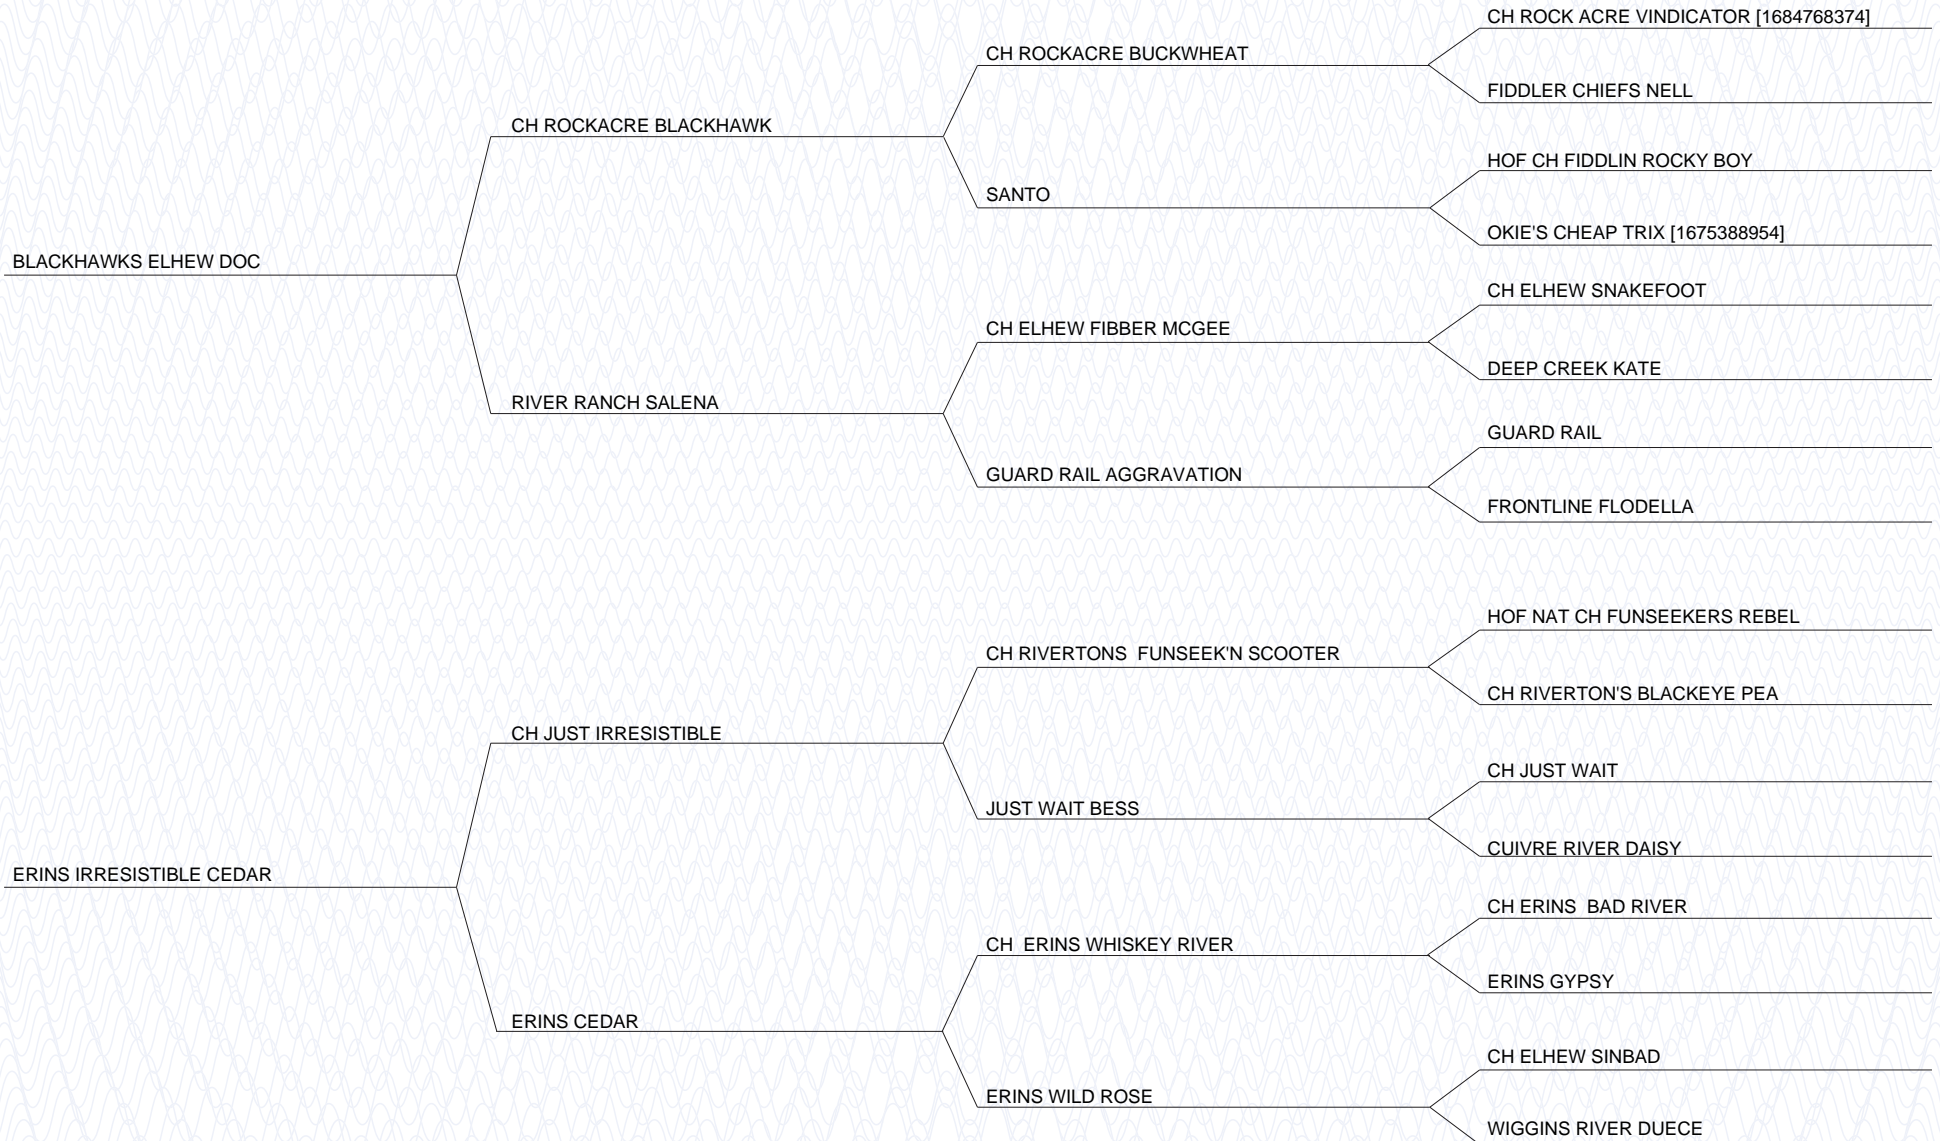 CH ROCK ACRE VINDICATOR [1684768374]
CH ROCKACRE BUCKWHEAT
FIDDLER CHIEFS NELL
CH ROCKACRE BLACKHAWK
HOF CH FIDDLIN ROCKY BOY
SANTO
OKIE'S CHEAP TRIX [1675388954]
BLACKHAWKS ELHEW DOC
CH ELHEW SNAKEFOOT
CH ELHEW FIBBER MCGEE
DEEP CREEK KATE
RIVER RANCH SALENA
GUARD RAIL
GUARD RAIL AGGRAVATION
FRONTLINE FLODELLA
HOF NAT CH FUNSEEKERS REBEL
CH RIVERTONS  FUNSEEK'N SCOOTER
CH RIVERTON'S BLACKEYE PEA
CH JUST IRRESISTIBLE
CH JUST WAIT
JUST WAIT BESS
CUIVRE RIVER DAISY
ERINS IRRESISTIBLE CEDAR
CH ERINS  BAD RIVER
CH  ERINS WHISKEY RIVER
ERINS GYPSY
ERINS CEDAR
CH ELHEW SINBAD
ERINS WILD ROSE
WIGGINS RIVER DUECE